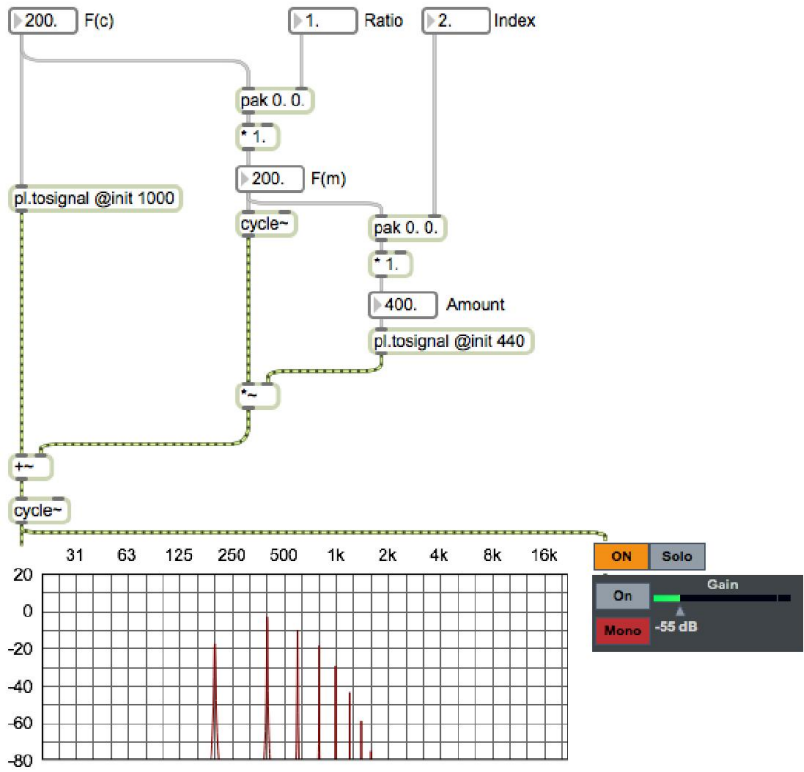 200. F(c) 1. Ratio 2. Index
pak 0. 0.
* 1.
200. F(m)
pl.tosignal @init 1000
cycle~ pak 0. 0.
* 1.
400. Amount
pl.tosignal @init 440
*~
+~
cycle~
31 63 125 250 500 1k 2k 4k 8k 16k
ON Solo
20
Gain
On
0
-55 dB
Mono
-20
-40
-60
-80